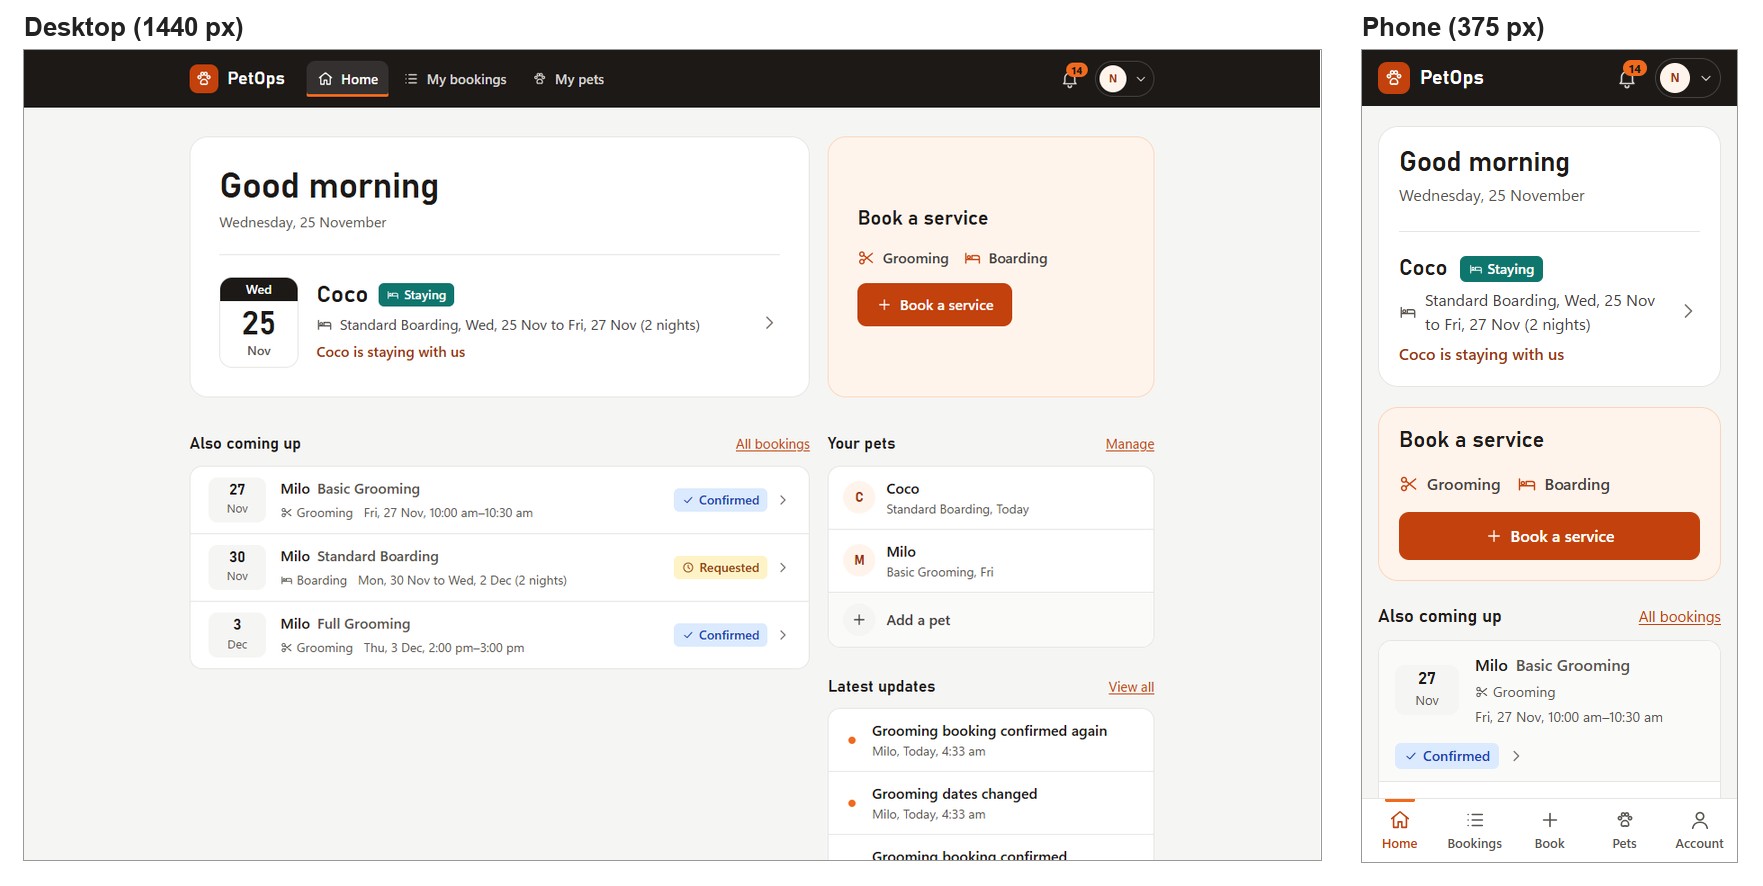 Desktop (1440 px)
PetOps
Home
My bookings
My pets
14
N
Good morning
Wednesday, 25 November
Wed
25
Nov
Coco
Staying
Standard Boarding, Wed, 25 Nov to Fri, 27 Nov (2 nights)
Coco is staying with us
Book a service
Grooming
Boarding
+ Book a service
Also coming up
All bookings
27
Nov
Milo Basic Grooming
Grooming Fri, 27 Nov, 10:00 am–10:30 am
Confirmed
30
Nov
Milo Standard Boarding
Boarding Mon, 30 Nov to Wed, 2 Dec (2 nights)
Requested
3
Dec
Milo Full Grooming
Grooming Thu, 3 Dec, 2:00 pm–3:00 pm
Confirmed
Your pets
Manage
C
Coco
Standard Boarding, Today
M
Milo
Basic Grooming, Fri
+ Add a pet
Latest updates
View all
Grooming booking confirmed again
Milo, Today, 4:33 am
Grooming dates changed
Milo, Today, 4:33 am
Grooming booking confirmed
Phone (375 px)
PetOps
14
N
Good morning
Wednesday, 25 November
Coco
Staying
Standard Boarding, Wed, 25 Nov
to Fri, 27 Nov (2 nights)
Coco is staying with us
Book a service
Grooming
Boarding
+ Book a service
Also coming up
All bookings
27
Nov
Milo Basic Grooming
Grooming
Fri, 27 Nov, 10:00 am–10:30 am
Confirmed
Home
Bookings
Book
Pets
Account